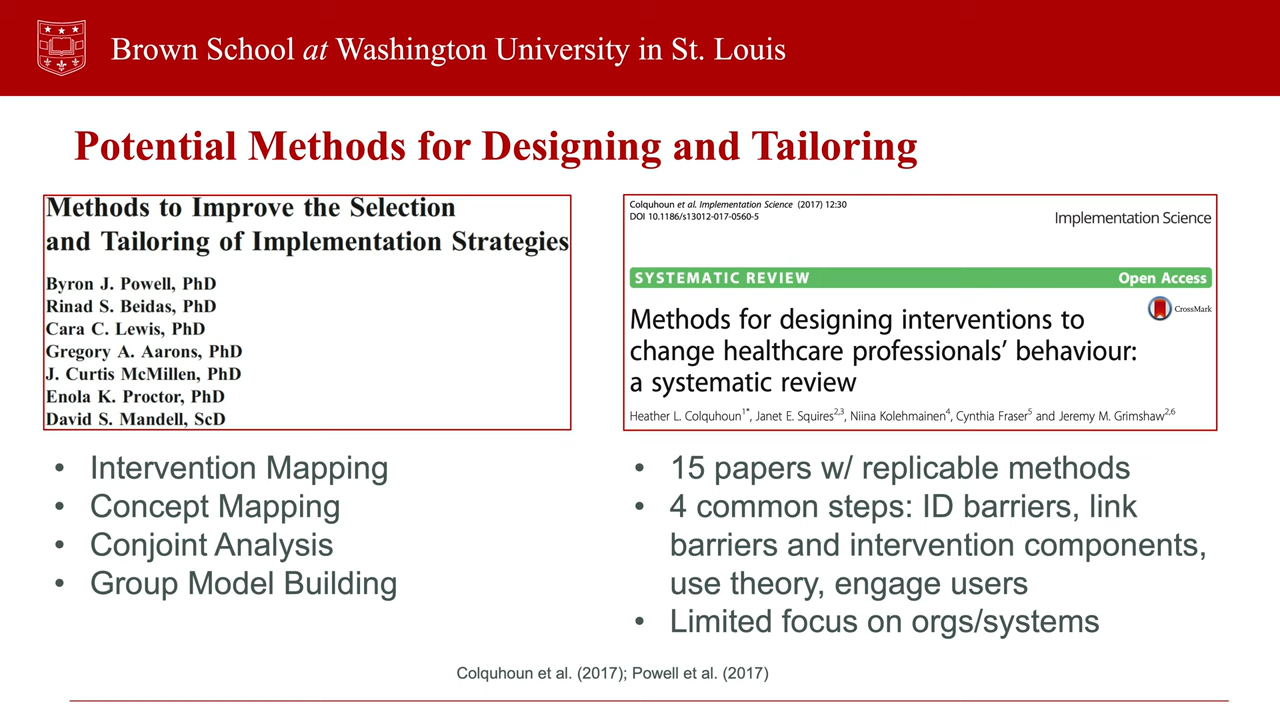 Brown School at Washington University in St. Louis
Potential Methods for Designing and Tailoring
Methods to Improve the Selection
and Tailoring of Implementation Strategies
Byron J. Powell, PhD
Rinad S. Beidas, PhD
Cara C. Lewis, PhD
Gregory A. Aarons, PhD
J. Curtis McMillen, PhD
Enola K. Proctor, PhD
David S. Mandell, ScD
• Intervention Mapping
• Concept Mapping
• Conjoint Analysis
• Group Model Building
Colquhoun et al. Implementation Science (2017) 12:30
DOI 10.1186/s13012-017-0560-5
Implementation Science
SYSTEMATIC REVIEW
Open Access
CrossMark
Methods for designing interventions to
change healthcare professionals’ behaviour:
a systematic review
Heather L. Colquhoun1*, Janet E. Squires2,3, Niina Kolehmainen4, Cynthia Fraser5 and Jeremy M. Grimshaw2,6
• 15 papers w/ replicable methods
• 4 common steps: ID barriers, link
barriers and intervention components,
use theory, engage users
• Limited focus on orgs/systems
Colquhoun et al. (2017); Powell et al. (2017)